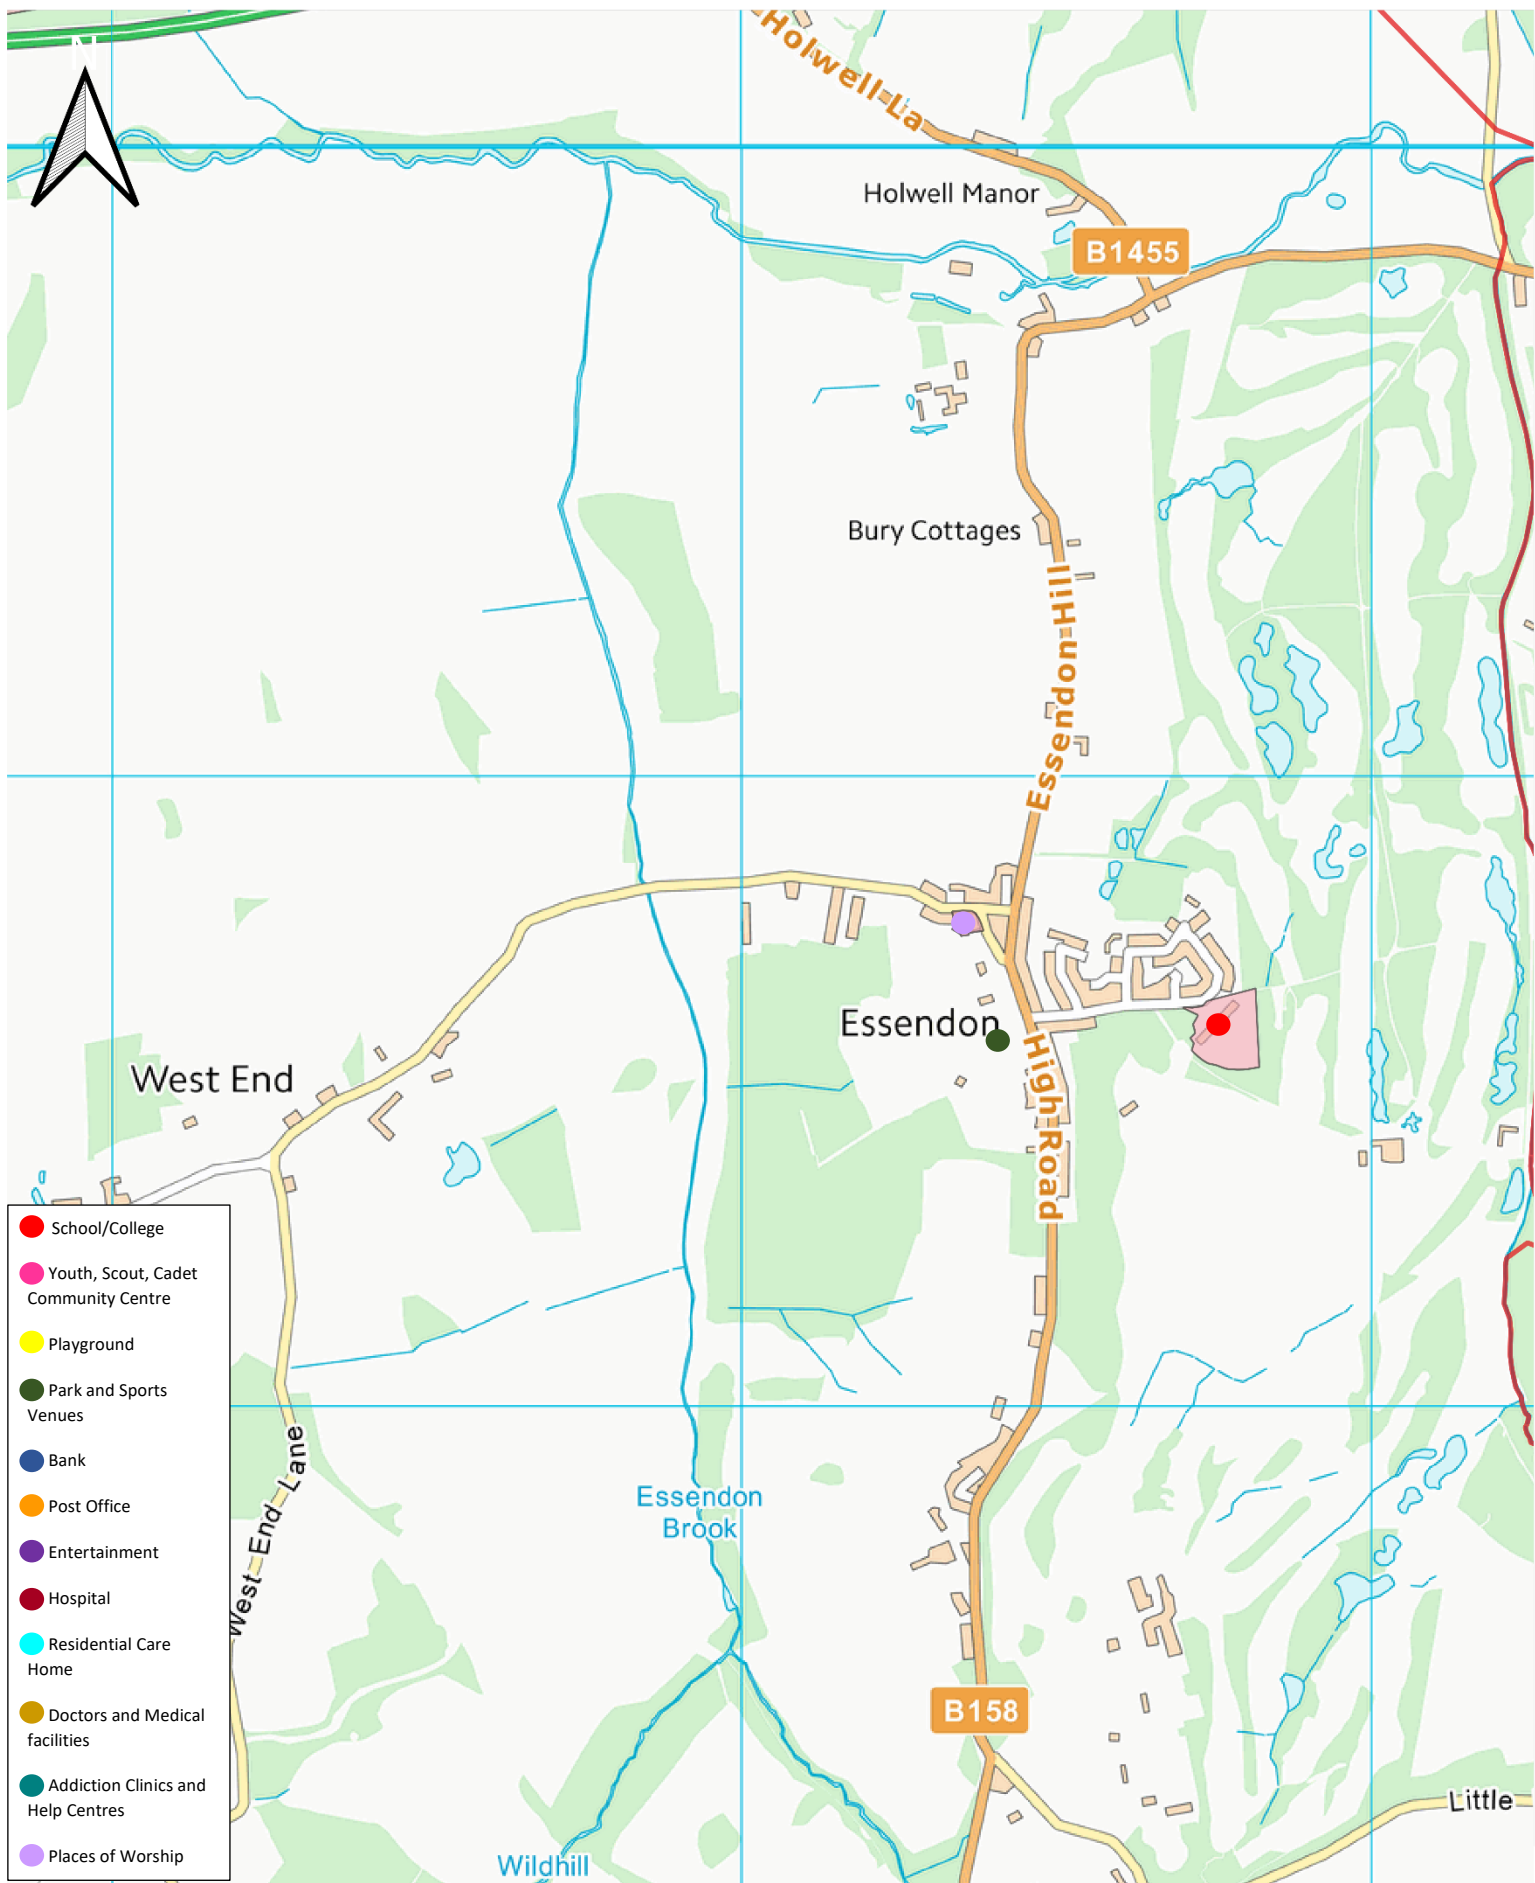 N
Holwell La
Holwell Manor
B1455
Bury Cottages
Essendon Hill
Essendon
West End
High Road
West End Lane
Essendon
Brook
B158
Little
Wildhill
School/College
Youth, Scout, Cadet
Community Centre
Playground
Park and Sports
Venues
Bank
Post Office
Entertainment
Hospital
Residential Care
Home
Doctors and Medical
facilities
Addiction Clinics and
Help Centres
Places of Worship